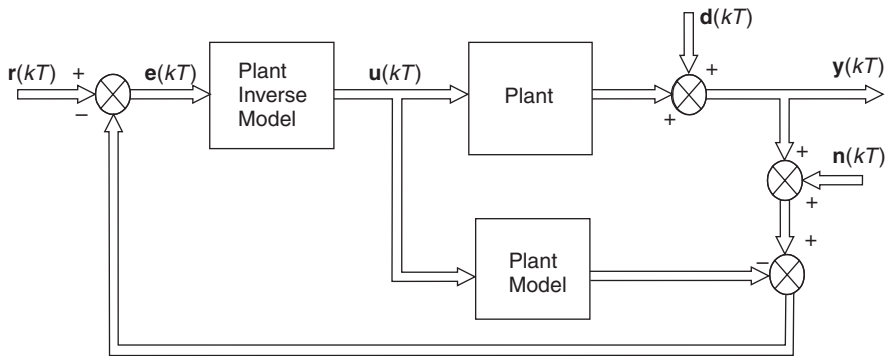 d(kT)
r(kT)
+
–
e(kT)
Plant
Inverse
Model
u(kT)
Plant
+
+
y(kT)
+
n(kT)
+
Plant
Model
–
+